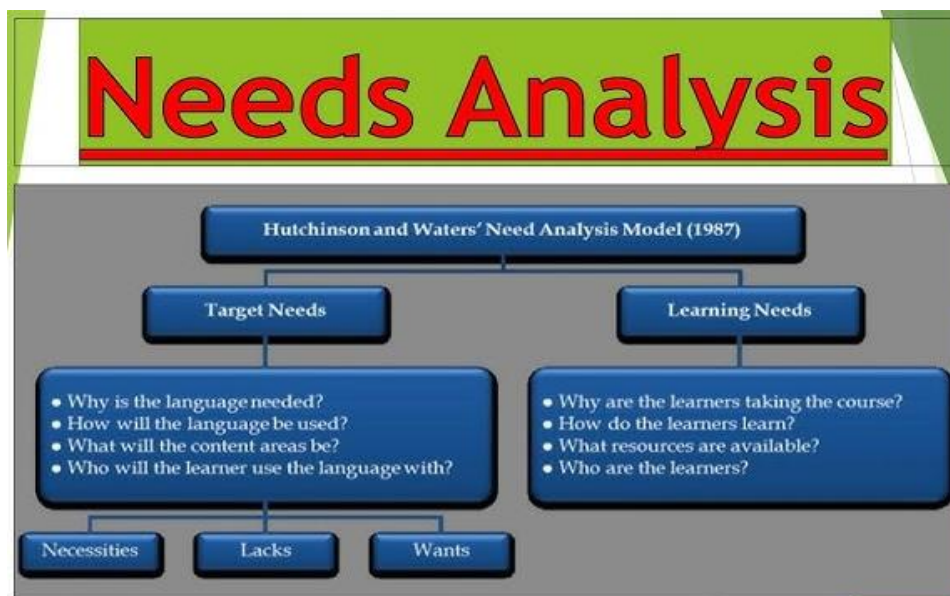 Needs Analysis
Hutchinson and Waters' Need Analysis Model (1987)
Target Needs
Learning Needs
• Why is the language needed?
• How will the language be used?
• What will the content areas be?
• Who will the learner use the language with?
• Why are the learners taking the course?
• How do the learners learn?
• What resources are available?
• Who are the learners?
Necessities
Lacks
Wants